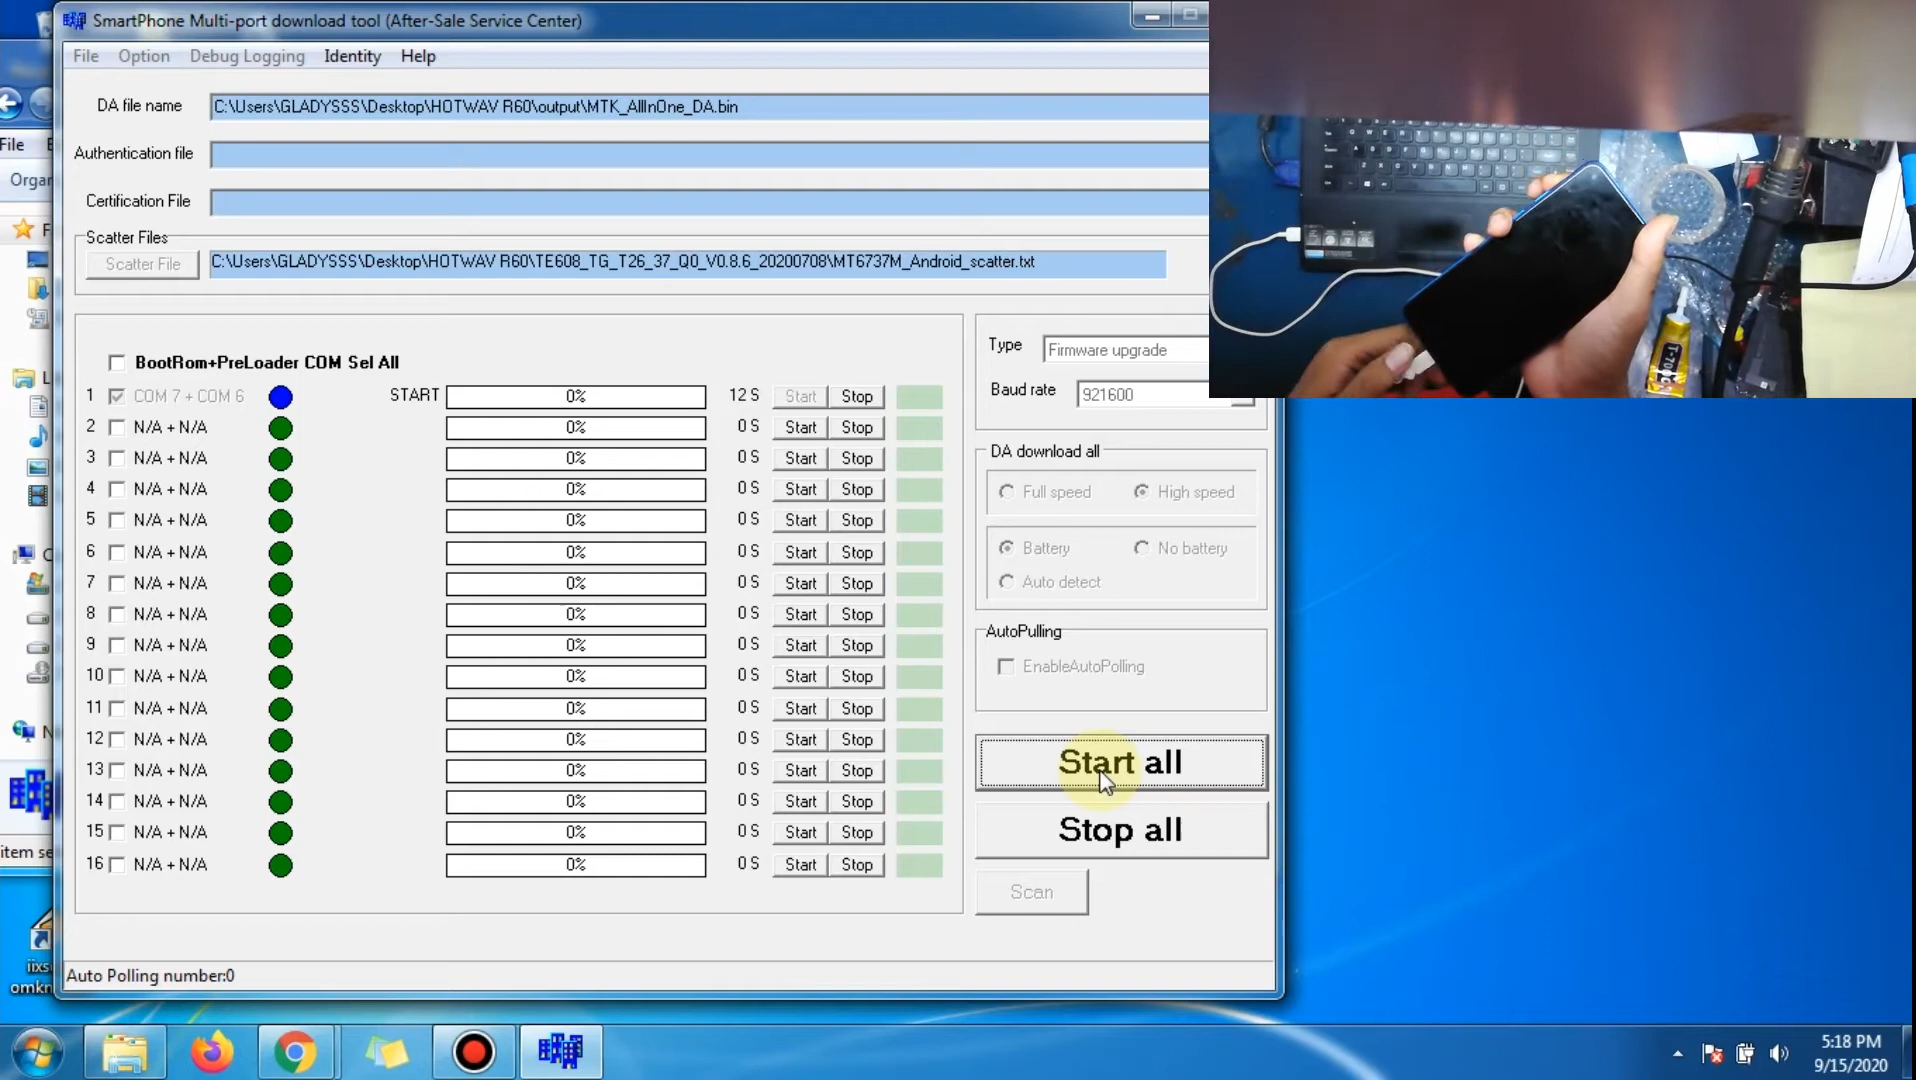 SmartPhone Multi-port download tool (After-Sale Service Center)
File Option Debug Logging Identity Help
DA file name C:\Users\GLADYSSS\Desktop\HOTWAV R60\output\MTK_AllInOne_DA.bin
Authentication file
Certification File
Scatter Files
Scatter File C:\Users\GLADYSSS\Desktop\HOTWAV R60\TE608_TG_T26_37_Q0_V0.8.6_20200708\MT6737M_Android_scatter.txt
BootRom+PreLoader COM Sel All
1 COM 7 + COM 6 START 0% 12 S Start Stop
2 N/A + N/A 0% 0 S Start Stop
3 N/A + N/A 0% 0 S Start Stop
4 N/A + N/A 0% 0 S Start Stop
5 N/A + N/A 0% 0 S Start Stop
6 N/A + N/A 0% 0 S Start Stop
7 N/A + N/A 0% 0 S Start Stop
8 N/A + N/A 0% 0 S Start Stop
9 N/A + N/A 0% 0 S Start Stop
10 N/A + N/A 0% 0 S Start Stop
11 N/A + N/A 0% 0 S Start Stop
12 N/A + N/A 0% 0 S Start Stop
13 N/A + N/A 0% 0 S Start Stop
14 N/A + N/A 0% 0 S Start Stop
15 N/A + N/A 0% 0 S Start Stop
16 N/A + N/A 0% 0 S Start Stop
Type Firmware upgrade
Baud rate 921600
DA download all
Full speed High speed
Battery No battery
Auto detect
AutoPulling
EnableAutoPolling
Start all
Stop all
Scan
Auto Polling number:0
File
Organ
item se
iixs
omkn
T-7000
5:18 PM
9/15/2020